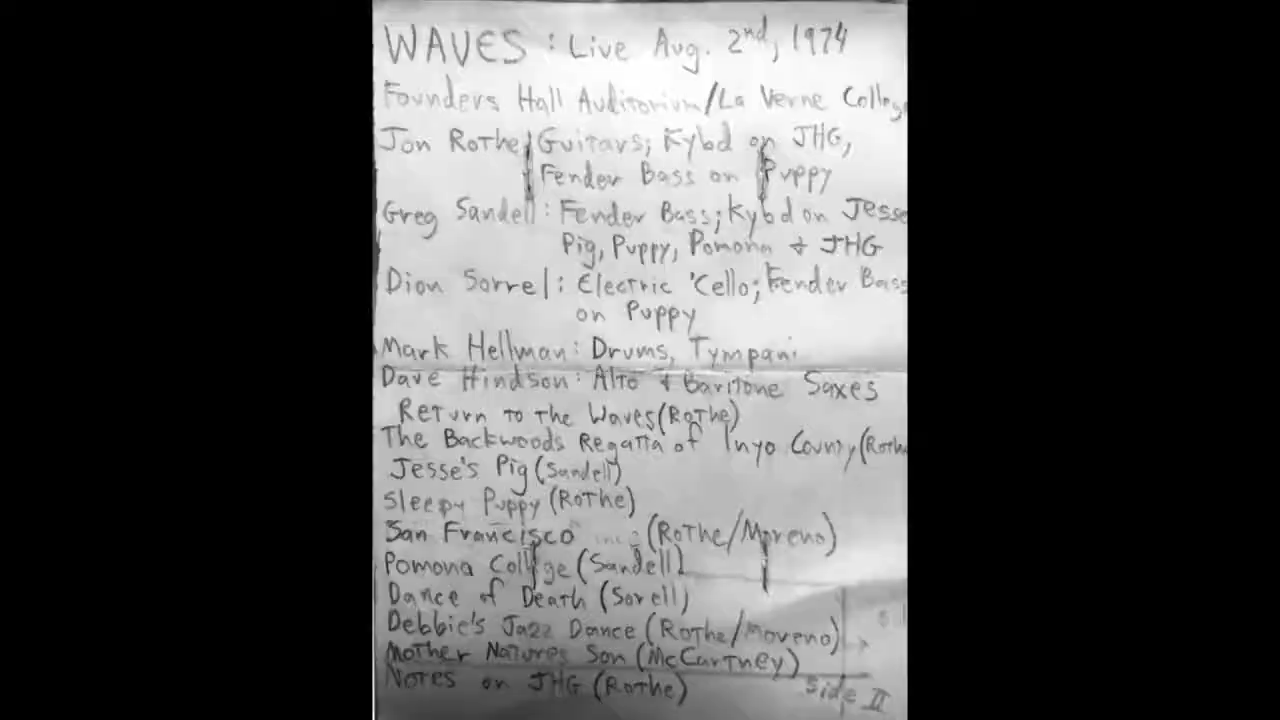 WAVES : Live Aug. 2nd, 1974
Founders Hall Auditorium/La Verne Colleg
Jon Rothe Guitars; Kybd on JHG,
Fender Bass on Puppy
Greg Sandell: Fender Bass; Kybd on Jesse
Pig, Puppy, Pomona & JHG
Dion Sorrel: Electric 'Cello; Fender Bass
on Puppy
Mark Hellman: Drums, Tympani
Dave Hindson: Alto & Baritone Saxes
Return to the Waves (Rothe)
The Backwoods Regatta of Inyo County (Rothe
Jesse's Pig (Sandell)
Sleepy Puppy (Rothe)
San Francisco (Rothe/Moreno)
Pomona College (Sandell)
Dance of Death (Sorell)
Debbie's Jazz Dance (Rothe/Moreno)
Mother Natures Son (McCartney)
Notes on JHG (Rothe)
Side II